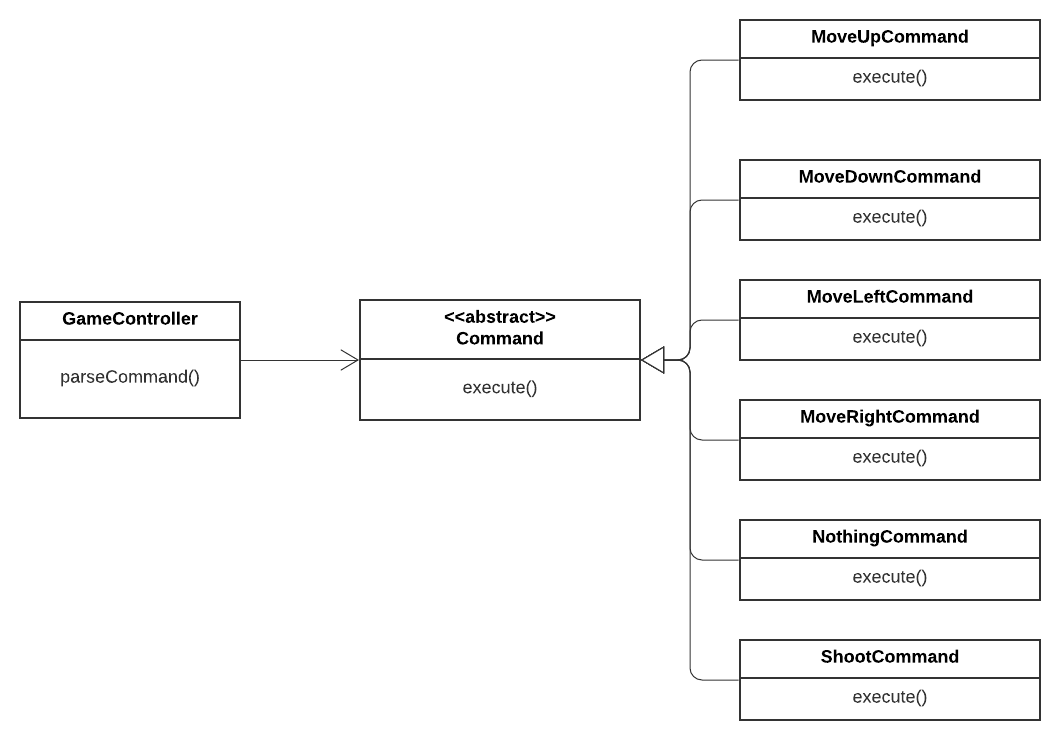 GameController
parseCommand()
<<abstract>>
Command
execute()
MoveUpCommand
execute()
MoveDownCommand
execute()
MoveLeftCommand
execute()
MoveRightCommand
execute()
NothingCommand
execute()
ShootCommand
execute()